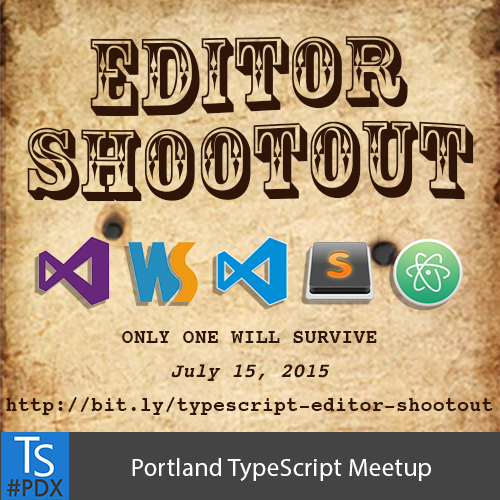 EDITOR
SHOOTOUT
WS
S
ONLY ONE WILL SURVIVE
July 15, 2015
http://bit.ly/typescript-editor-shootout
TS
#PDX
Portland TypeScript Meetup